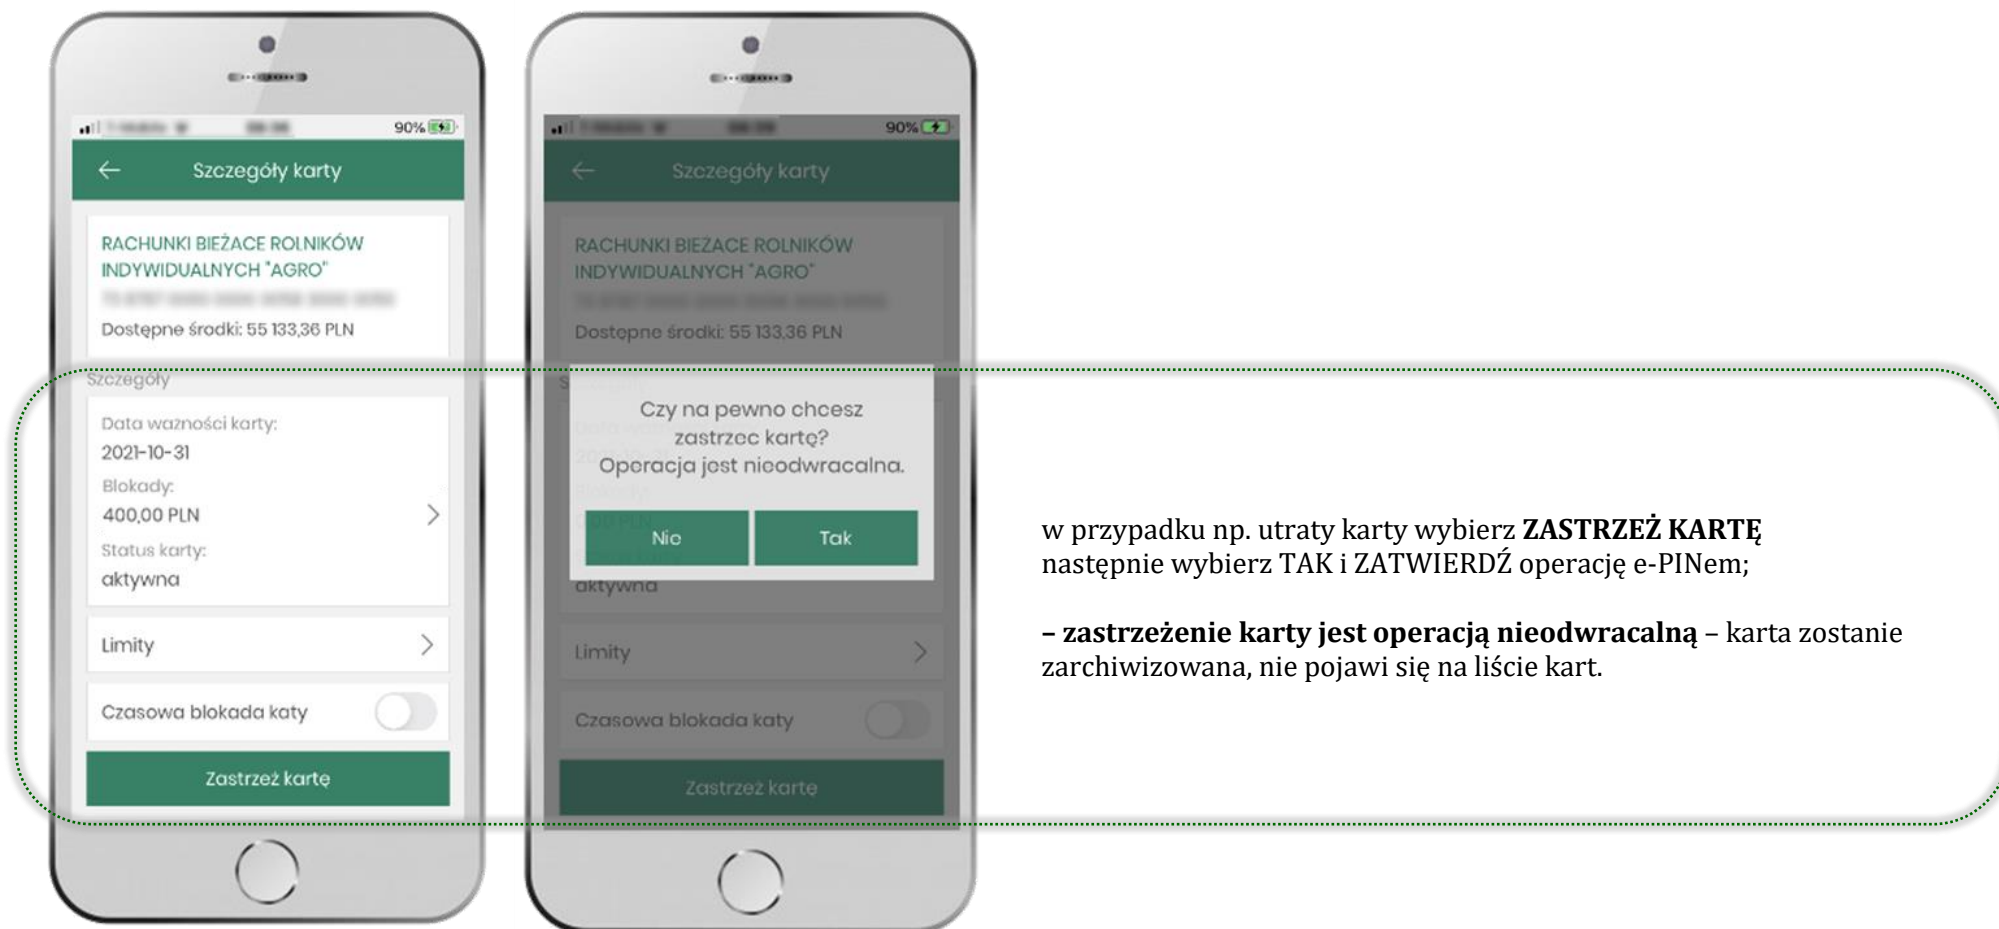 90%
Szczegóły karty
RACHUNKI BIEŻACE ROLNIKÓW
INDYWIDUALNYCH "AGRO"
Dostępne środki: 55 133,36 PLN
Szczegóły
Data ważności karty:
2021-10-31
Blokady:
400,00 PLN
Status karty:
aktywna
Limity
Czasowa blokada katy
Zastrzeż kartę
90%
Szczegóły karty
RACHUNKI BIEŻACE ROLNIKÓW
INDYWIDUALNYCH "AGRO"
Dostępne środki: 55 133,36 PLN
Czy na pewno chcesz
zastrzec kartę?
Operacja jest nieodwracalna.
Nie
Tak
aktywna
Limity
Czasowa blokada katy
Zastrzeż kartę
w przypadku np. utraty karty wybierz ZASTRZEŻ KARTĘ
następnie wybierz TAK i ZATWIERDŹ operację e-PINem;
– zastrzeżenie karty jest operacją nieodwracalną – karta zostanie
zarchiwizowana, nie pojawi się na liście kart.